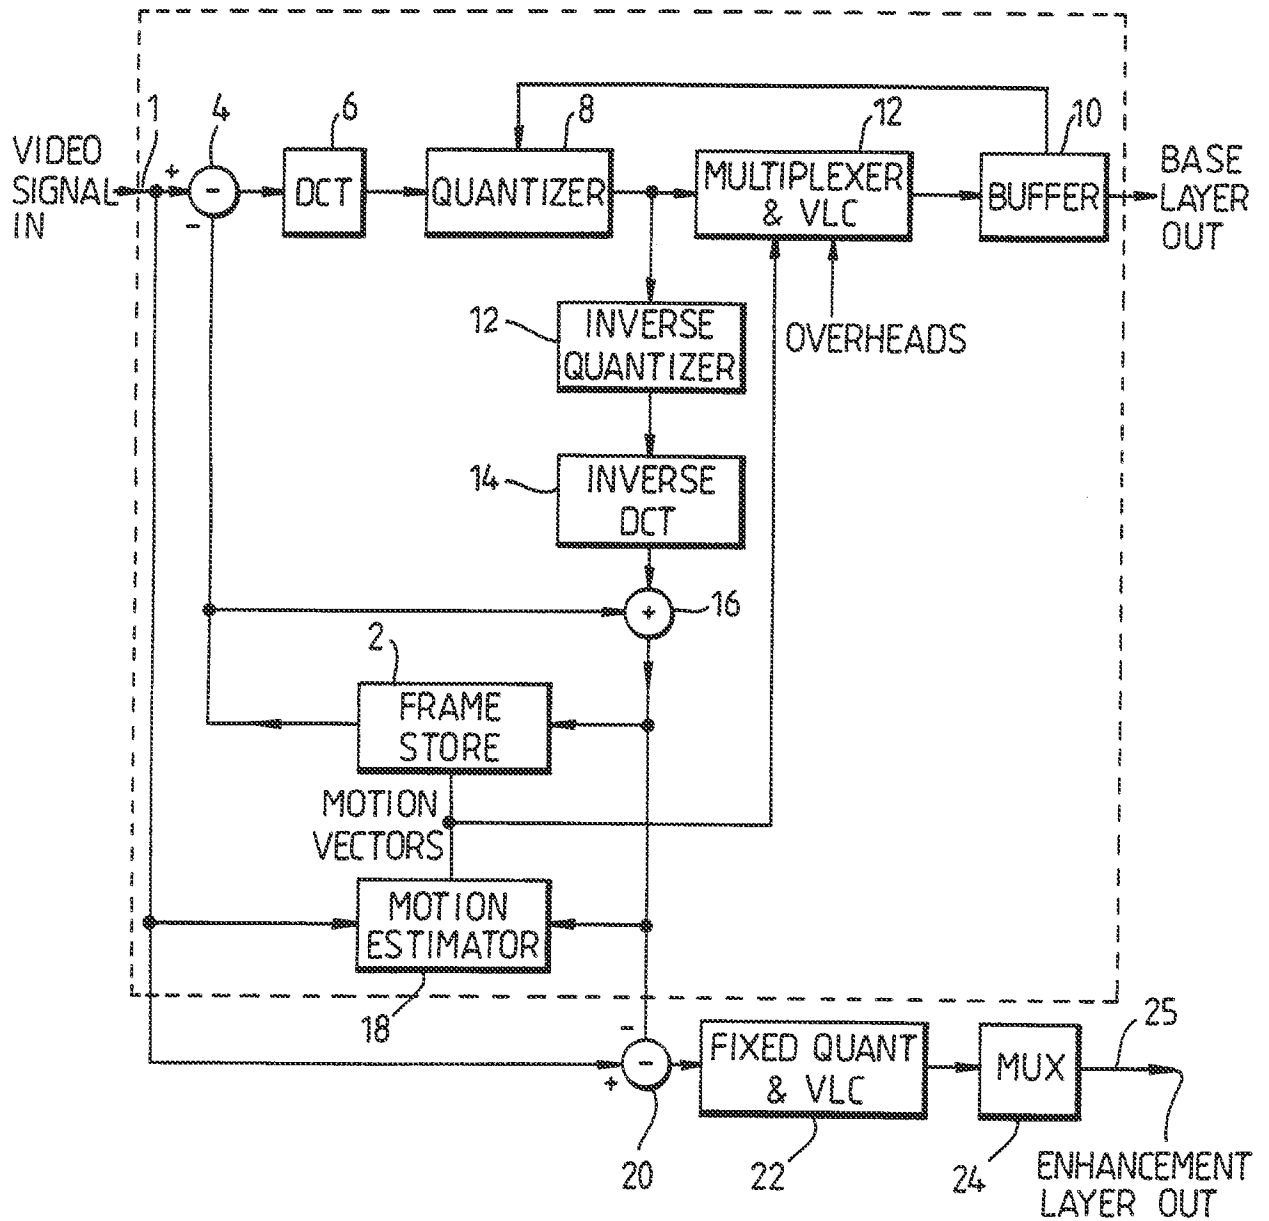 1
4
6
8
12
10
VIDEO
SIGNAL
IN
+
-
-
DCT
QUANTIZER
MULTIPLEXER
& VLC
BUFFER
BASE
LAYER
OUT
12
INVERSE
QUANTIZER
OVERHEADS
14
INVERSE
DCT
+
16
2
FRAME
STORE
MOTION
VECTORS
MOTION
ESTIMATOR
18
-
-
+
20
FIXED QUANT
& VLC
22
MUX
24
25
ENHANCEMENT
LAYER OUT